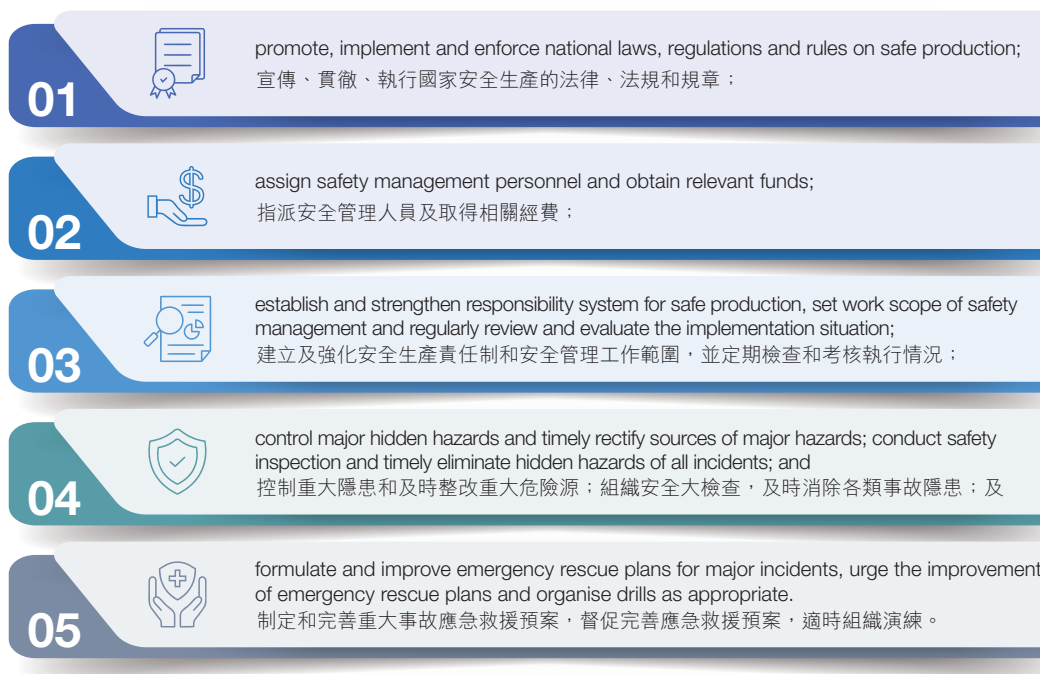 01
promote, implement and enforce national laws, regulations and rules on safe production;
宣傳、貫徹、執行國家安全生產的法律、法規和規章；
02
assign safety management personnel and obtain relevant funds;
指派安全管理人員及取得相關經費；
03
establish and strengthen responsibility system for safe production, set work scope of safety
management and regularly review and evaluate the implementation situation;
建立及強化安全生產責任制和安全管理工作範圍，並定期檢查和考核執行情況；
04
control major hidden hazards and timely rectify sources of major hazards; conduct safety
inspection and timely eliminate hidden hazards of all incidents; and
控制重大隱患和及時整改重大危險源；組織安全大檢查，及時消除各類事故隱患；及
05
formulate and improve emergency rescue plans for major incidents, urge the improvement
of emergency rescue plans and organise drills as appropriate.
制定和完善重大事故應急救援預案，督促完善應急救援預案，適時組織演練。